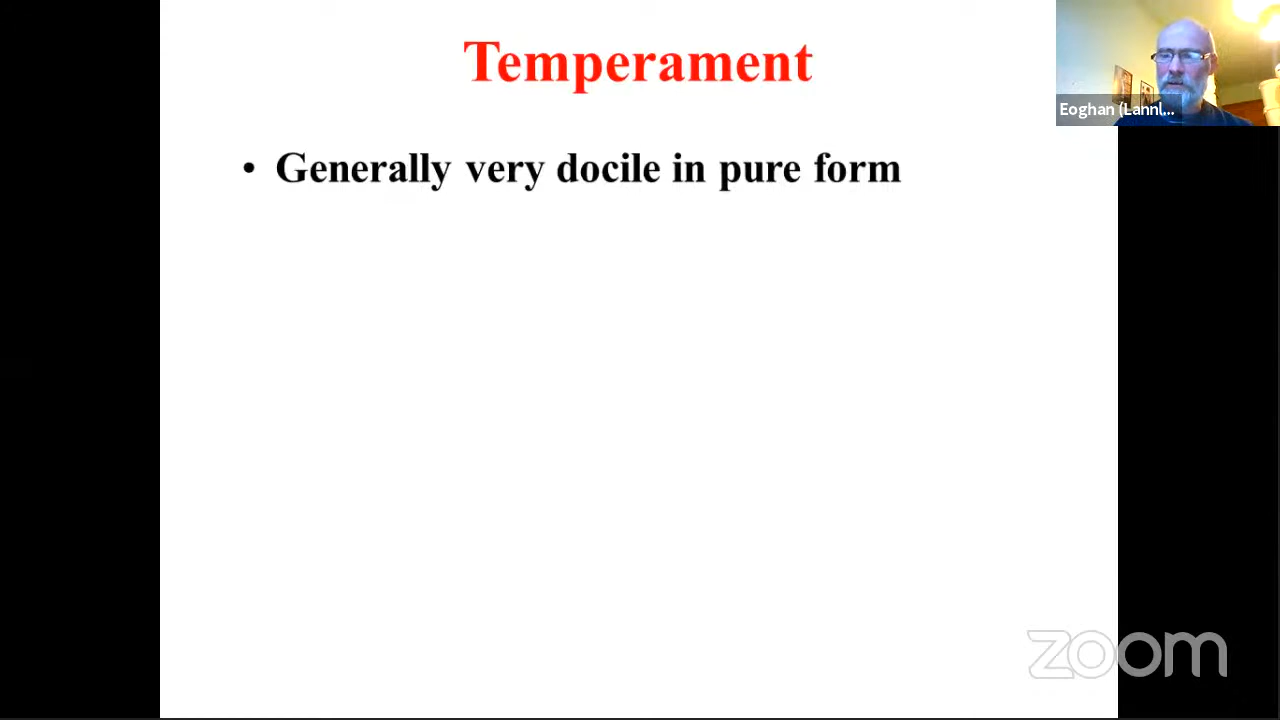 Temperament
• Generally very docile in pure form
Eoghan (Lannl...
zoom